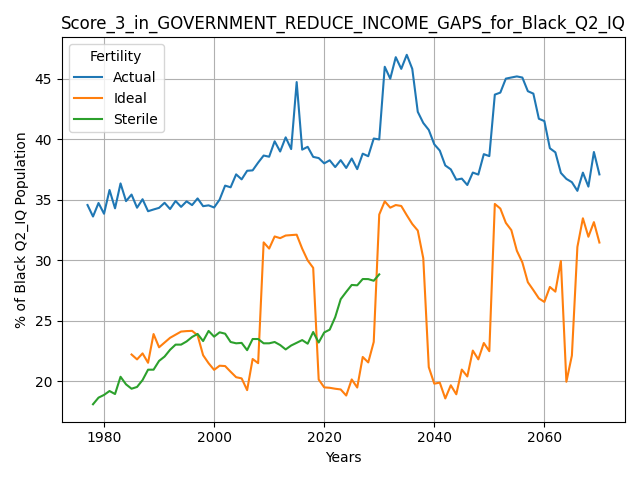 Score_3_in_GOVERNMENT_REDUCE_INCOME_GAPS_for_Black_Q2_IQ
Fertility
Actual
Ideal
Sterile
% of Black Q2_IQ Population
45
40
35
30
25
20
1980
2000
2020
2040
2060
Years